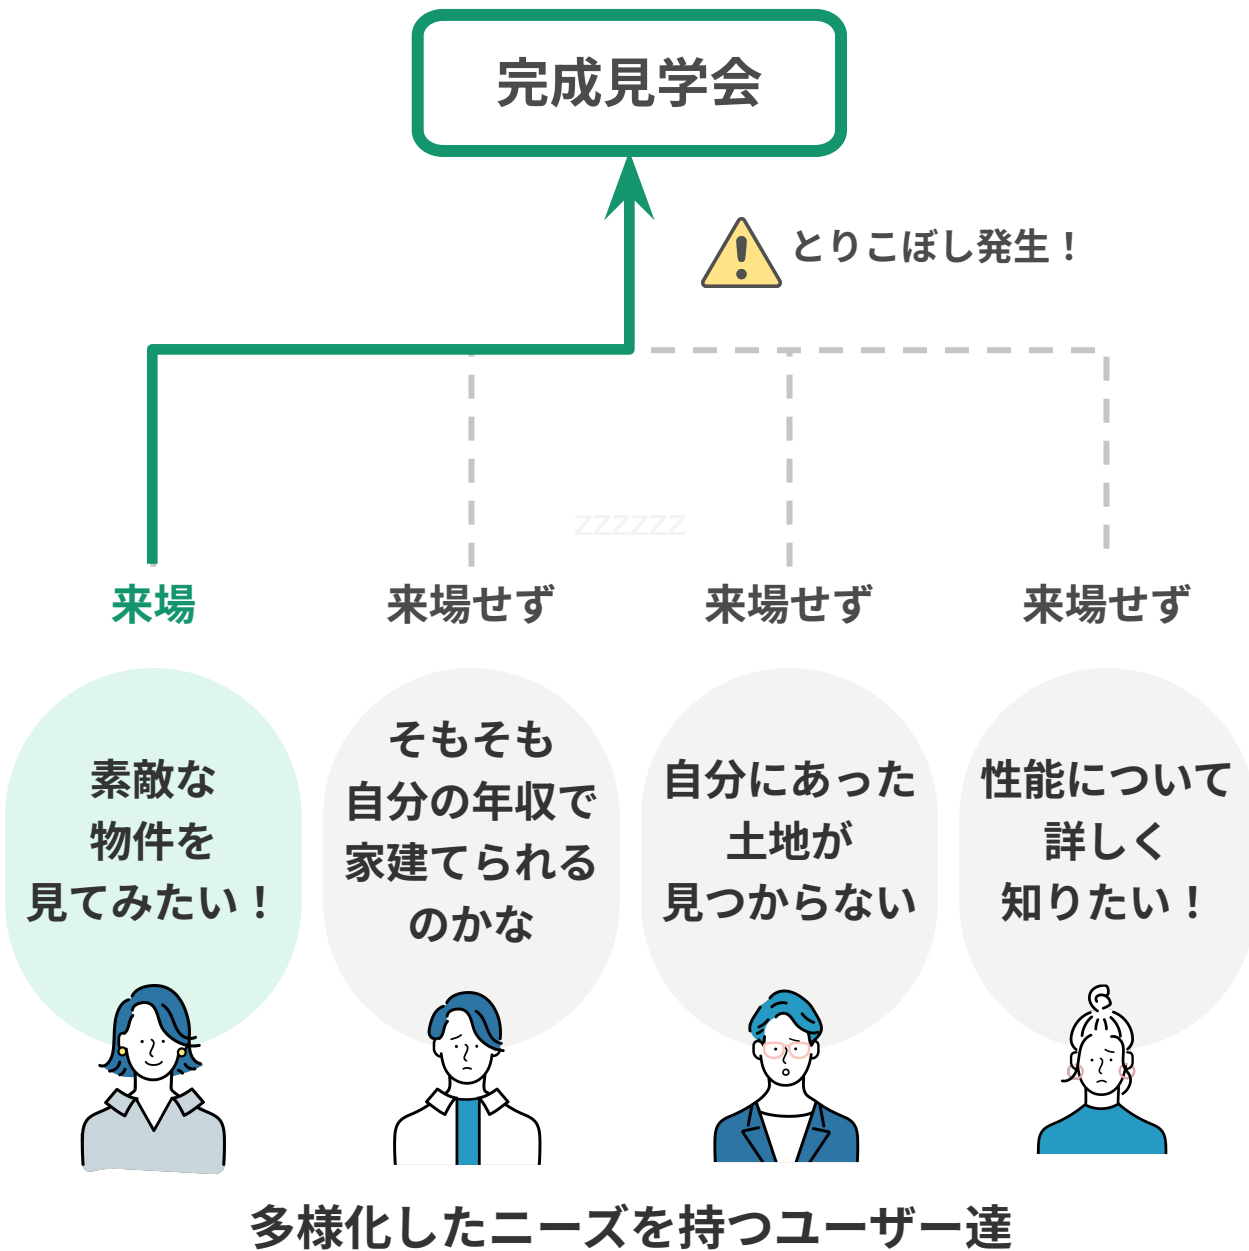 完成見学会
とりこぼし発生！
zzzzzz
来場
来場せず
来場せず
来場せず
素敵な
物件を
見てみたい！
そもそも
自分の年収で
家建てられる
のかな
自分にあった
土地が
見つからない
性能について
詳しく
知りたい！
多様化したニーズを持つユーザー達